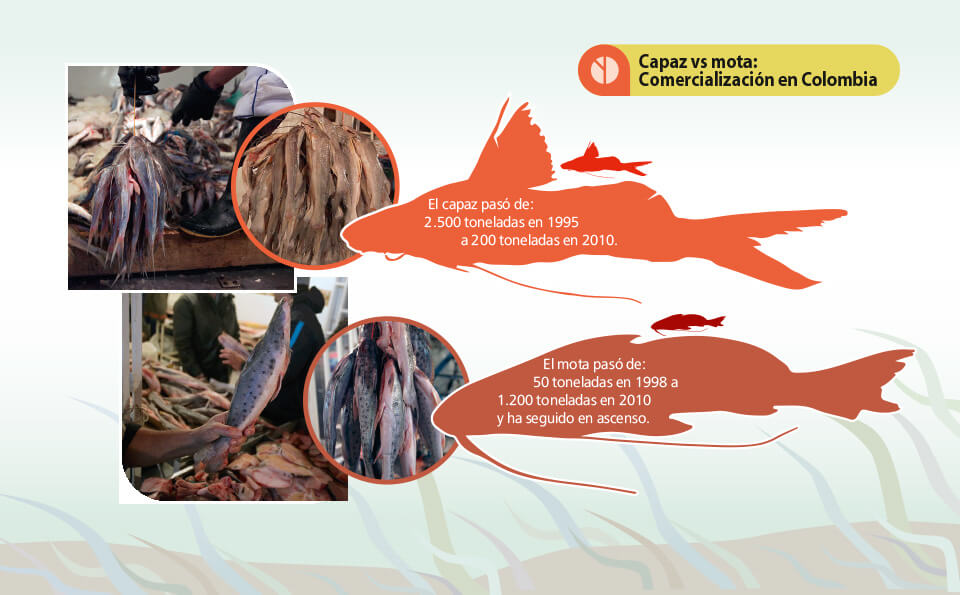 Capaz vs mota:
Comercialización en Colombia
El capaz pasó de:
2.500 toneladas en 1995
a 200 toneladas en 2010.
El mota pasó de:
50 toneladas en 1998 a
1.200 toneladas en 2010
y ha seguido en ascenso.